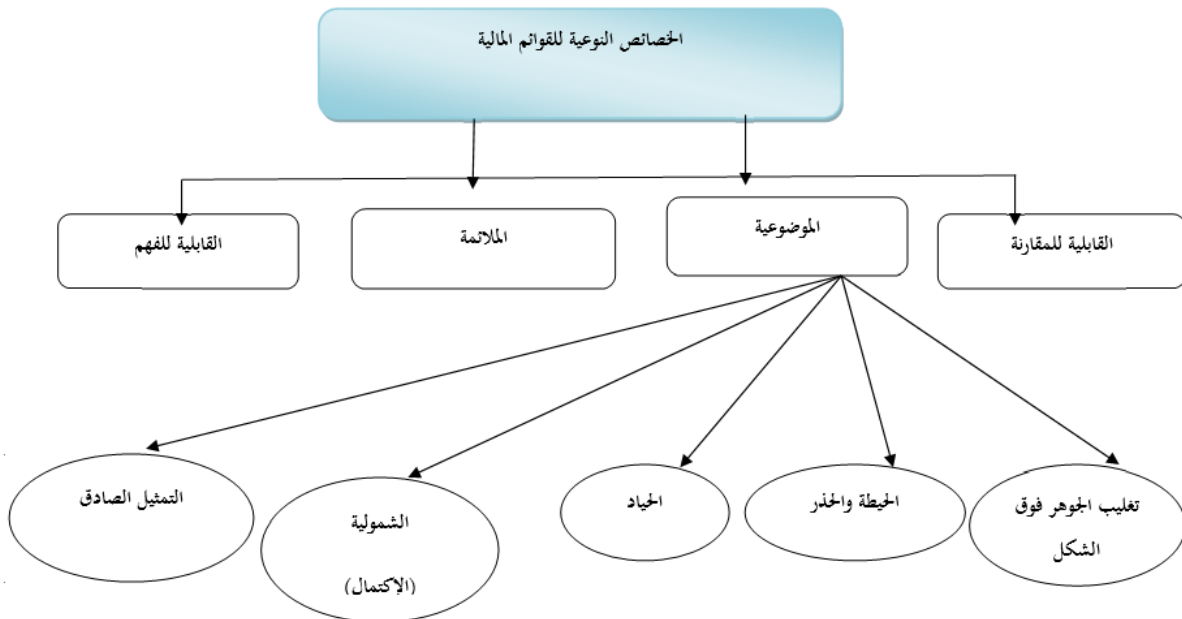 الخصائص النوعية للقوائم المالية
القابلية للمقارنة
الموضوعية
الملائمة
القابلية للفهم
تغليب الجوهر فوق
الشكل
الحيطة والحذر
الحياد
الشمولية
(الإكتمال)
التمثيل الصادق